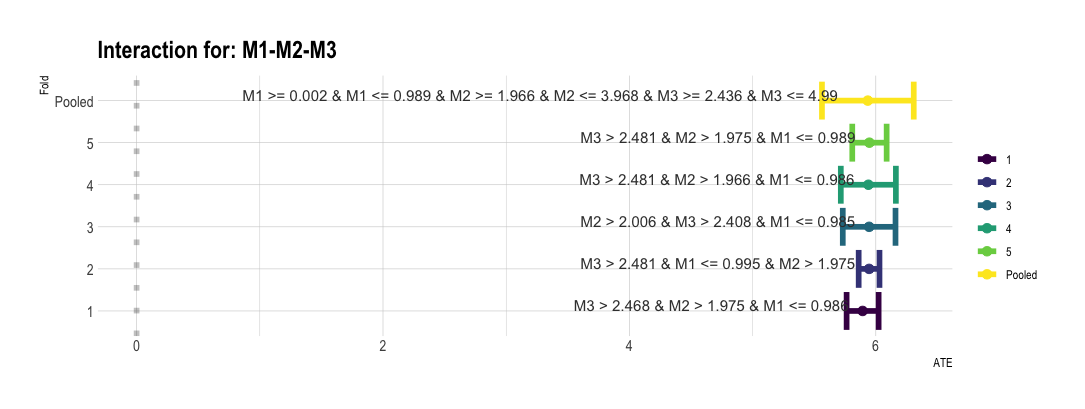 Interaction for: M1-M2-M3
Fold
Pooled
M1 >= 0.002 & M1 <= 0.989 & M2 >= 1.966 & M2 <= 3.968 & M3 >= 2.436 & M3 <= 4.99
5
M3 > 2.481 & M2 > 1.975 & M1 <= 0.989
4
M3 > 2.481 & M2 > 1.966 & M1 <= 0.986
3
M2 > 2.006 & M3 > 2.408 & M1 <= 0.985
2
M3 > 2.481 & M1 <= 0.995 & M2 > 1.975
1
M3 > 2.468 & M2 > 1.975 & M1 <= 0.986
0 2 4 6
ATE
1
2
3
4
5
Pooled